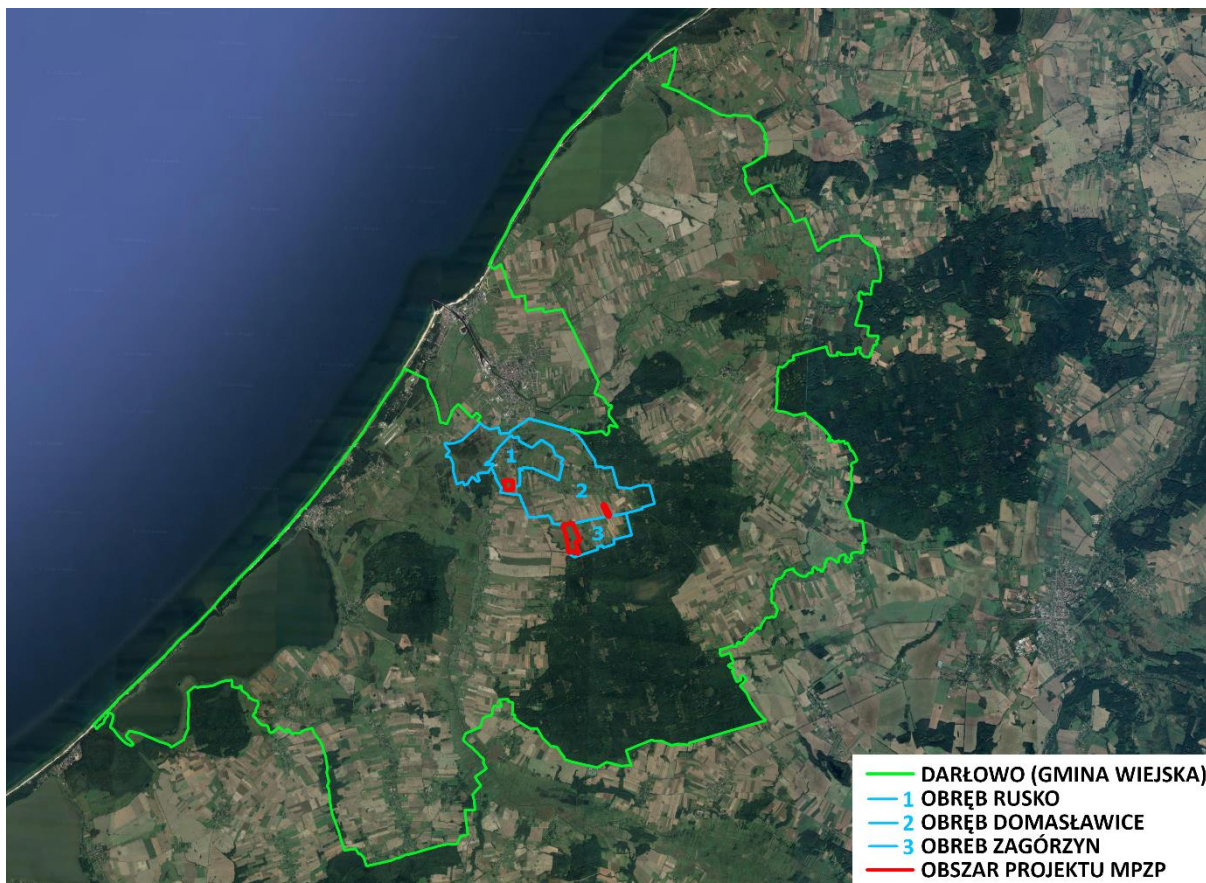 1
2
3
DARŁOWO (GMINA WIEJSKA)
1 OBRĘB RUSKO
2 OBRĘB DOMASŁAWICE
3 OBREB ZAGÓRZYN
OBSZAR PROJEKTU MPZP